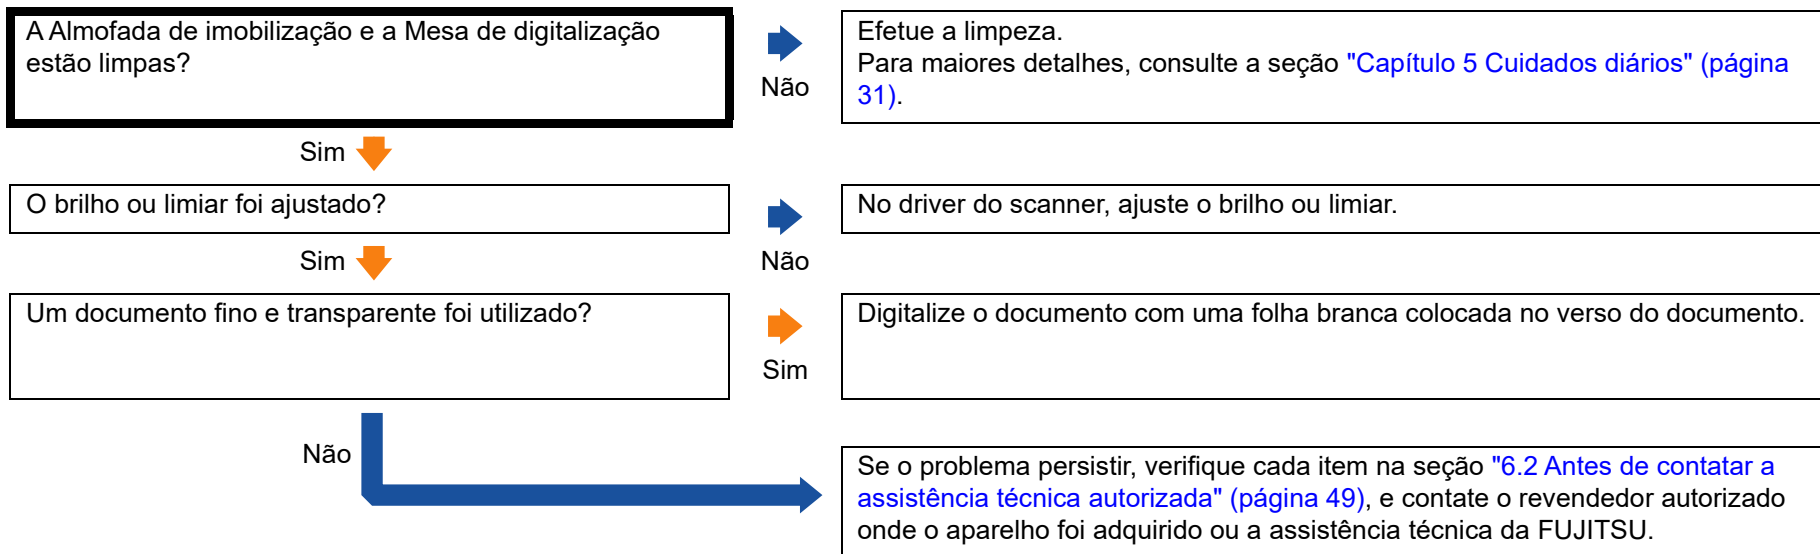 A Almofada de imobilização e a Mesa de digitalização
estão limpas?
Não
Efetue a limpeza.
Para maiores detalhes, consulte a seção "Capítulo 5 Cuidados diários" (página
31).
Sim
O brilho ou limiar foi ajustado?
Não
No driver do scanner, ajuste o brilho ou limiar.
Sim
Um documento fino e transparente foi utilizado?
Sim
Digitalize o documento com uma folha branca colocada no verso do documento.
Não
Se o problema persistir, verifique cada item na seção "6.2 Antes de contatar a
assistência técnica autorizada" (página 49), e contate o revendedor autorizado
onde o aparelho foi adquirido ou a assistência técnica da FUJITSU.